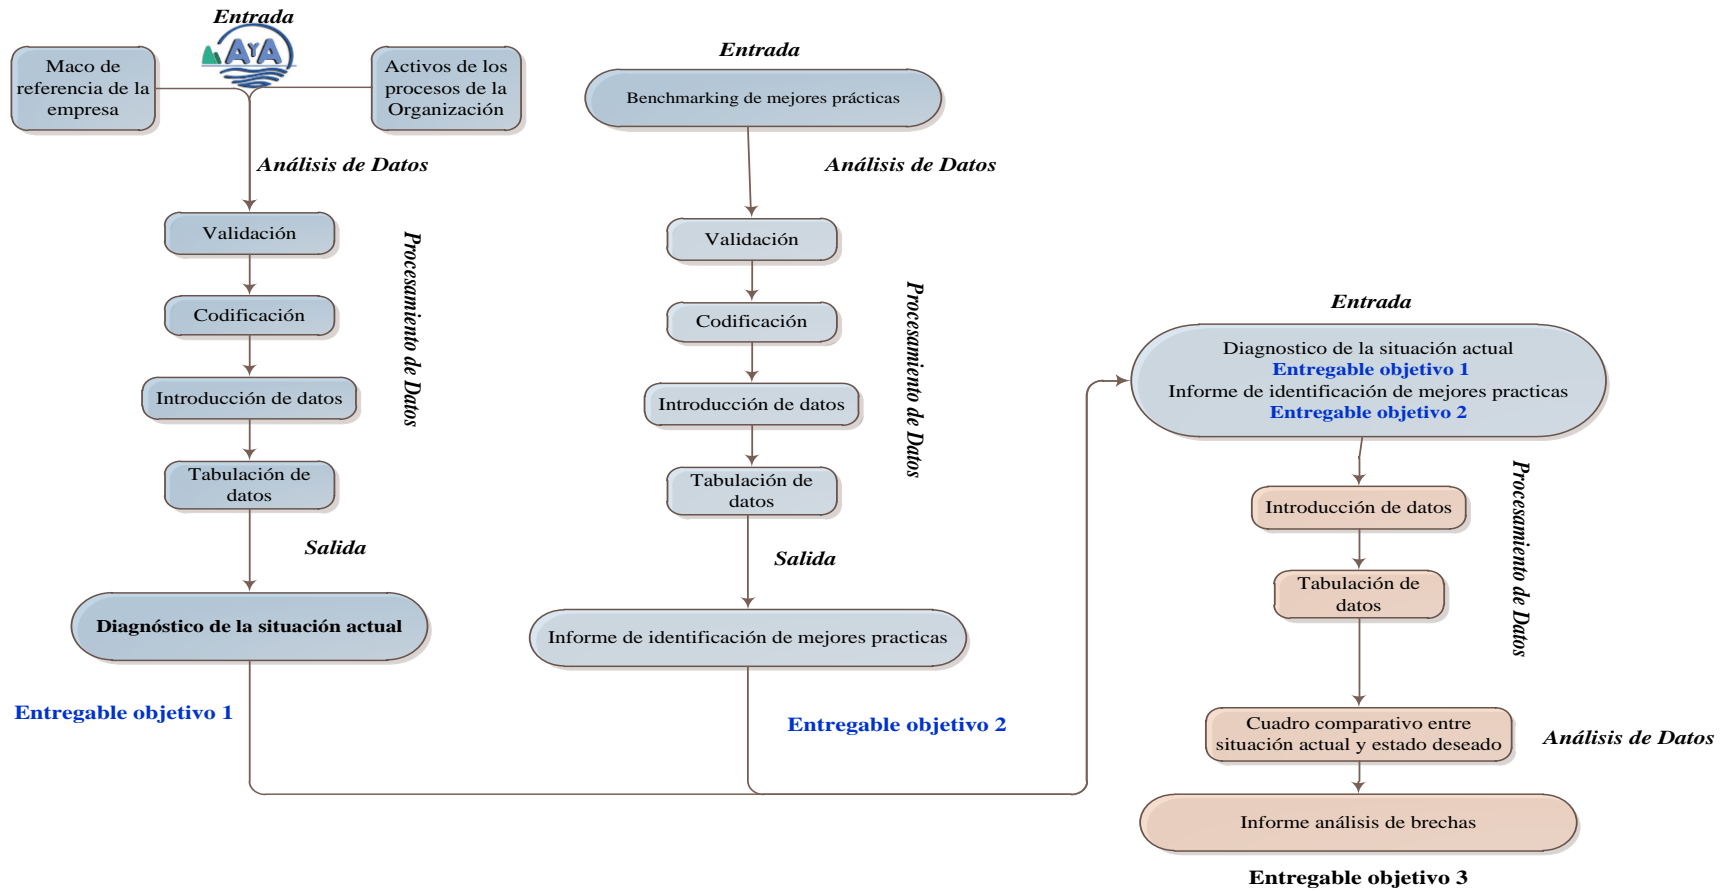 Entrada
AYA
Maco de
referencia de la
empresa
Activos de los
procesos de la
Organización
Análisis de Datos
Validación
Codificación
Introducción de datos
Tabulación de
datos
Procesamiento de Datos
Salida
Diagnóstico de la situación actual
Entregable objetivo 1
Entrada
Benchmarking de mejores prácticas
Análisis de Datos
Validación
Codificación
Introducción de datos
Tabulación de
datos
Procesamiento de Datos
Salida
Informe de identificación de mejores practicas
Entregable objetivo 2
Entrada
Diagnostico de la situación actual
Entregable objetivo 1
Informe de identificación de mejores practicas
Entregable objetivo 2
Introducción de datos
Tabulación de
datos
Procesamiento de Datos
Cuadro comparativo entre
situación actual y estado deseado
Análisis de Datos
Informe análisis de brechas
Entregable objetivo 3